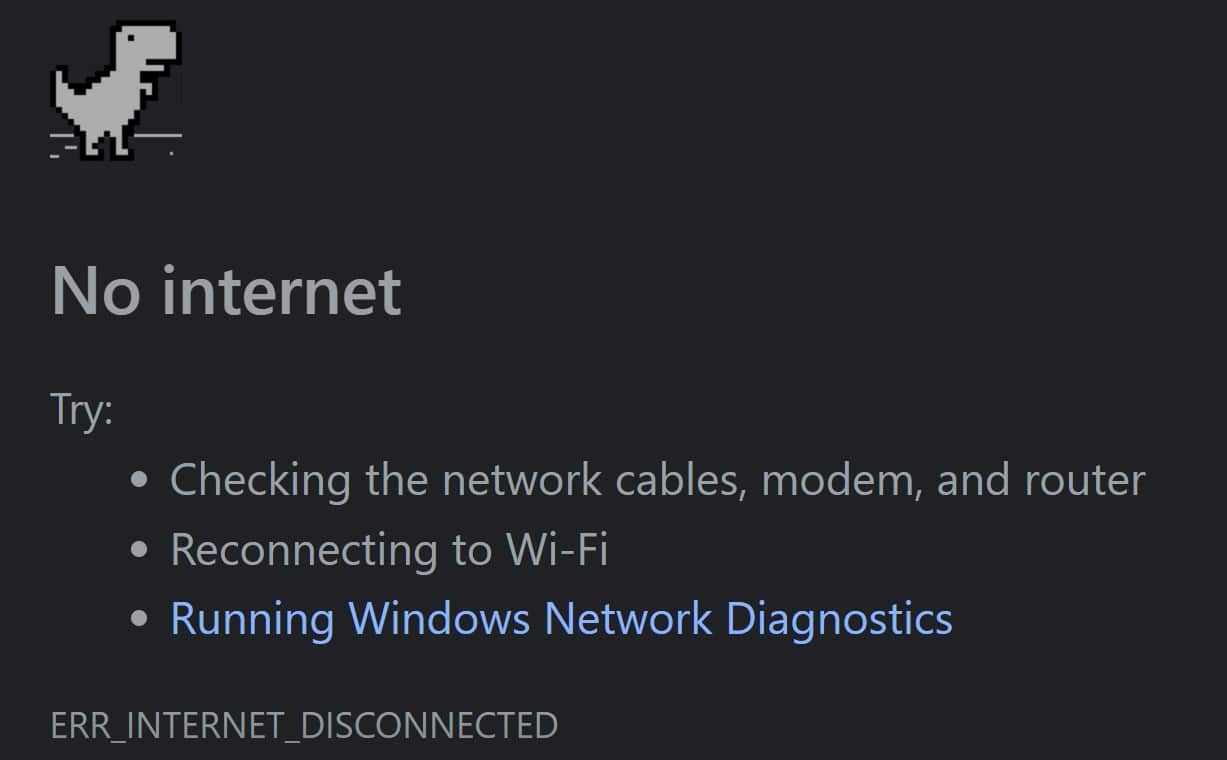 No internet
Try:
Checking the network cables, modem, and router
Reconnecting to Wi-Fi
Running Windows Network Diagnostics
ERR_INTERNET_DISCONNECTED